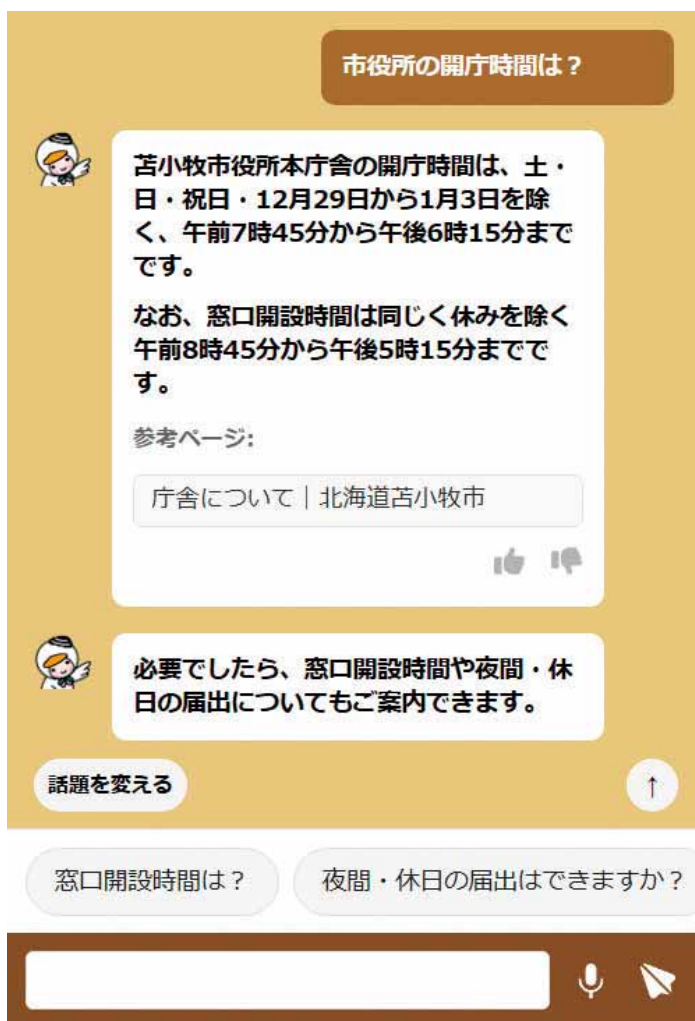 市役所の開庁時間は？
苫小牧市役所本庁舎の開庁時間は、土・
日・祝日・12月29日から1月3日を除
く、午前7時45分から午後6時15分まで
です。
なお、窓口開設時間は同じく休みを除く
午前8時45分から午後5時15分までで
す。
参考ページ:
庁舎について｜北海道苫小牧市
必要でしたら、窓口開設時間や夜間・休
日の届出についてもご案内できます。
話題を変える
↑
窓口開設時間は？
夜間・休日の届出はできますか？